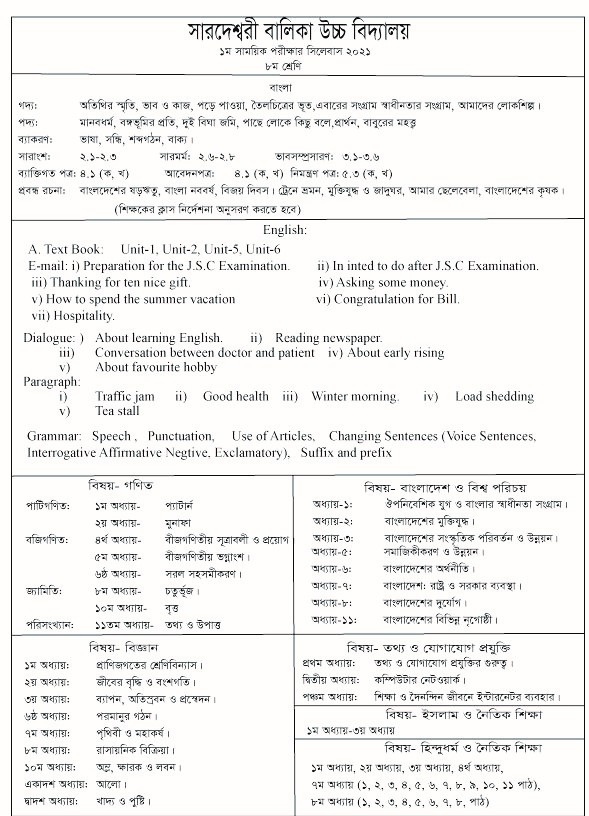 সারদেশ্বরী বালিকা উচ্চ বিদ্যালয়
১ম সাময়িক পরীক্ষার সিলেবাস ২০২১
৮ম শ্রেণি
বাংলা
গদ্য: অতিথির স্মৃতি, ভাব ও কাজ, পড়ে পাওয়া, তৈলচিত্রের ভূত,এবারের সংগ্রাম স্বাধীনতার সংগ্রাম, আমাদের লোকশিল্প।
পদ্য: মানবধর্ম, বঙ্গভূমির প্রতি, দুই বিঘা জমি, পাছে লোকে কিছু বলে,প্রার্থন, বাবুরের মহত্ত্ব
ব্যাকরণ: ভাষা, সন্ধি, শব্দগঠন, বাক্য।
সারাংশ: ২.১-২.৩ সারমর্ম: ২.৬-২.৮ ভাবসম্প্রসারণ: ৩.১-৩.৬
ব্যাক্তিগত পত্র: ৪.১ (ক, খ) আবেদনপত্র: ৪.১ (ক, খ) নিমন্ত্রণ পত্র: ৫.৩ (ক, খ)
প্রবন্ধ রচনা: বাংলাদেশের ষড়ঋতু, বাংলা নববর্ষ, বিজয় দিবস। ট্রেনে ভ্রমন, মুক্তিযুধ্ধ ও জাদুঘর, আমার ছেলেবেলা, বাংলাদেশের কৃষক।
(শিক্ষকের ক্লাস নির্দেশনা অনুসরণ করতে হবে)
English:
A. Text Book: Unit-1, Unit-2, Unit-5, Unit-6
E-mail: i) Preparation for the J.S.C Examination. ii) In inted to do after J.S.C Examination.
iii) Thanking for ten nice gift. iv) Asking some money.
v) How to spend the summer vacation vi) Congratulation for Bill.
vii) Hospitality.
Dialogue: ) About learning English. ii) Reading newspaper.
iii) Conversation between doctor and patient iv) About early rising
v) About favourite hobby
Paragraph:
i) Traffic jam ii) Good health iii) Winter morning. iv) Load shedding
v) Tea stall
Grammar: Speech , Punctuation, Use of Articles, Changing Sentences (Voice Sentences,
Interrogative Affirmative Negtive, Exclamatory), Suffix and prefix
বিষয়- গণিত
পাটিগণিত: ১ম অধ্যায়- প্যাটার্ন
২য় অধ্যায়- মুনাফা
বজিগণিত: ৪র্থ অধ্যায়- বীজগণিতীয় সূত্রাবলী ও প্রয়োগ
৫ম অধ্যায়- বীজগণিতীয় ভগ্নাংশ।
৬ষ্ঠ অধ্যায়- সরল সহসমীকরণ।
জ্যামিতি: ৮ম অধ্যায়- চতুর্ভূজ।
১০ম অধ্যায়- বৃত্ত
পরিসংখ্যান: ১১তম অধ্যায়- তথ্য ও উপাত্ত
বিষয়- বাংলাদেশ ও বিশ্ব পরিচয়
অধ্যায়-১: ঔপনিবেশিক যুগ ও বাংলার স্বাধীনতা সংগ্রাম।
অধ্যায়-২: বাংলাদেশের মুক্তিযুদ্ধ।
অধ্যায়-৩: বাংলাদেশের সংস্কৃতিক পরিবর্তন ও উন্নয়ন।
অধ্যায়-৫: সমাজিকীকরণ ও উন্নয়ন।
অধ্যায়-৬: বাংলাদেশের অর্থনীতি।
অধ্যায়-৭: বাংলাদেশ: রাষ্ট্র ও সরকার ব্যবস্থা।
অধ্যায়-৮: বাংলাদেশের দুর্যোগ।
অধ্যায়-১১: বাংলাদেশের বিভিন্ন নৃগোষ্ঠী।
বিষয়- বিজ্ঞান
১ম অধ্যায়: প্রাণিজগতের শ্রেণিবিন্যাস।
২য় অধ্যায়: জীবের বৃদ্ধি ও বংশগতি।
৩য় অধ্যায়: ব্যাপন, অতিস্রবন ও প্রস্বেদন।
৬ষ্ঠ অধ্যায়: পরমানুর গঠন।
৭ম অধ্যায়: পৃথিবী ও মহাকর্ষ।
৮ম অধ্যায়: রাসায়নিক বিক্রিয়া।
১০ম অধ্যায়: অম্ল, ক্ষারক ও লবন।
একাদশ অধ্যায়: আলো।
দ্বাদশ অধ্যায়: খাদ্য ও পুষ্টি।
বিষয়- তথ্য ও যোগাযোগ প্রযুক্তি
প্রথম অধ্যায়: তথ্য ও যোগাযোগ প্রযুক্তির গুরুত্ব।
দ্বিতীয় অধ্যায়: কম্পিউটার নেটওয়ার্ক।
পঞ্চম অধ্যায়: শিক্ষা ও দৈনন্দিন জীবনে ইন্টারনেটর ব্যবহার।
বিষয়- ইসলাম ও নৈতিক শিক্ষা
১ম অধ্যায়-৩য় অধ্যায়
বিষয়- হিন্দুধর্ম ও নৈতিক শিক্ষা
১ম অধ্যায়, ২য় অধ্যায়, ৩য় অধ্যায়, ৪র্থ অধ্যায়,
৭ম অধ্যায় (১, ২, ৩, ৪, ৫, ৬, ৭, ৮, ৯, ১০, ১১ পাঠ),
৮ম অধ্যায় (১, ২, ৩, ৪, ৫, ৬, ৭, ৮, পাঠ)